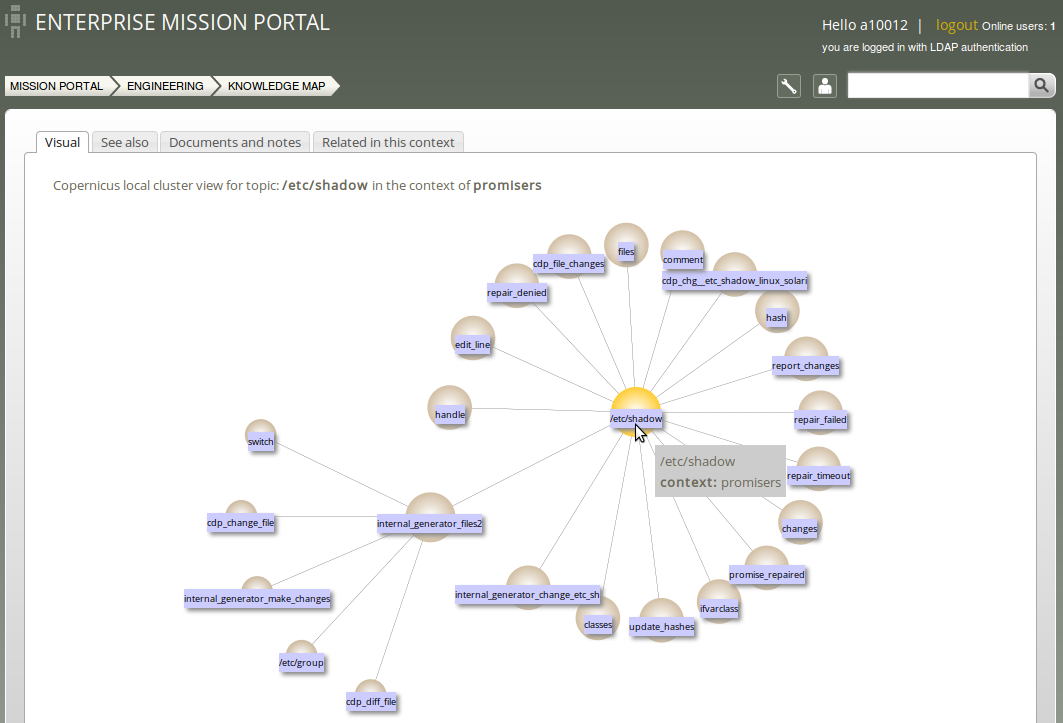 ENTERPRISE MISSION PORTAL
Hello a10012 | logout Online users: 1
you are logged in with LDAP authentication
MISSION PORTAL ENGINEERING KNOWLEDGE MAP
Visual See also Documents and notes Related in this context
Copernicus local cluster view for topic: /etc/shadow in the context of promisers
files
comment
cdp_file_changes
cdp_chg__etc_shadow_linux_solari
repair_denied
hash
edit_line
report_changes
handle
/etc/shadow
repair_failed
switch
/etc/shadow
context: promisers
repair_timeout
cdp_change_file
internal_generator_files2
changes
promise_repaired
internal_generator_make_changes
internal_generator_change_etc_sh
ifvarclass
classes
update_hashes
/etc/group
cdp_diff_file